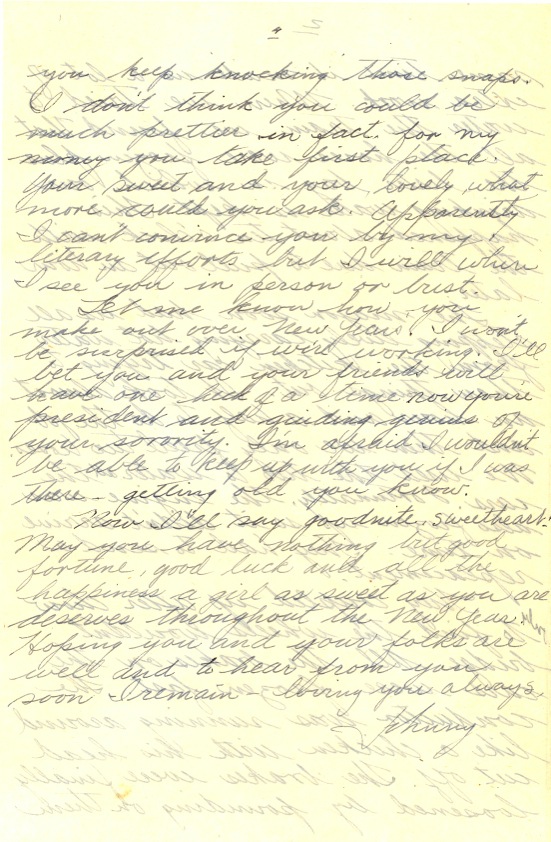 4
you keep knocking those snaps.
I don't think you could be
much prettier in fact. for my
money you take first place.
Your sweet and your lovely what
more could you ask. Apparently
I can't convince you by my
literary efforts but I will when
I see you in person or bust.
Let me know how you
make out over New Years. I won't
be surprised if we're working. I'll
bet you and your friends will
have one heck of a time now you're
president and guiding genius of
your sorority. I'm afraid I wouldn't
be able to keep up with you if I was
there - getting old you know.
Now I'll say goodnite, sweetheart.
May you have nothing but good
fortune, good luck and all the
happiness a girl as sweet as you are
deserves throughout the New Year.
Hoping you and your folks are
well and to hear from you
soon I remain - loving you always,
Johnny